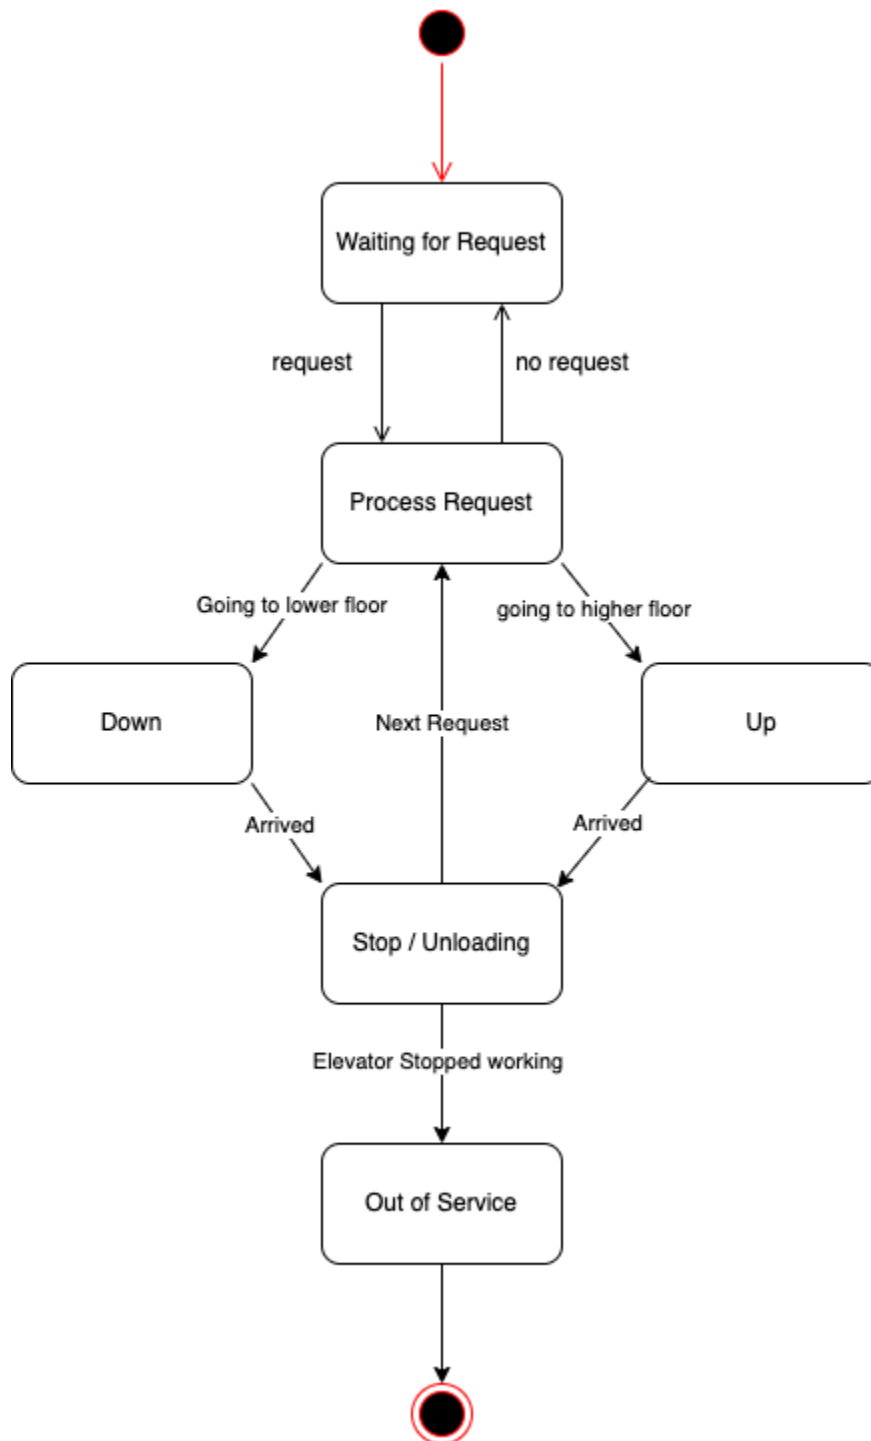 Waiting for Request
request
no request
Process Request
Going to lower floor
going to higher floor
Down
Next Request
Up
Arrived
Arrived
Stop / Unloading
Elevator Stopped working
Out of Service